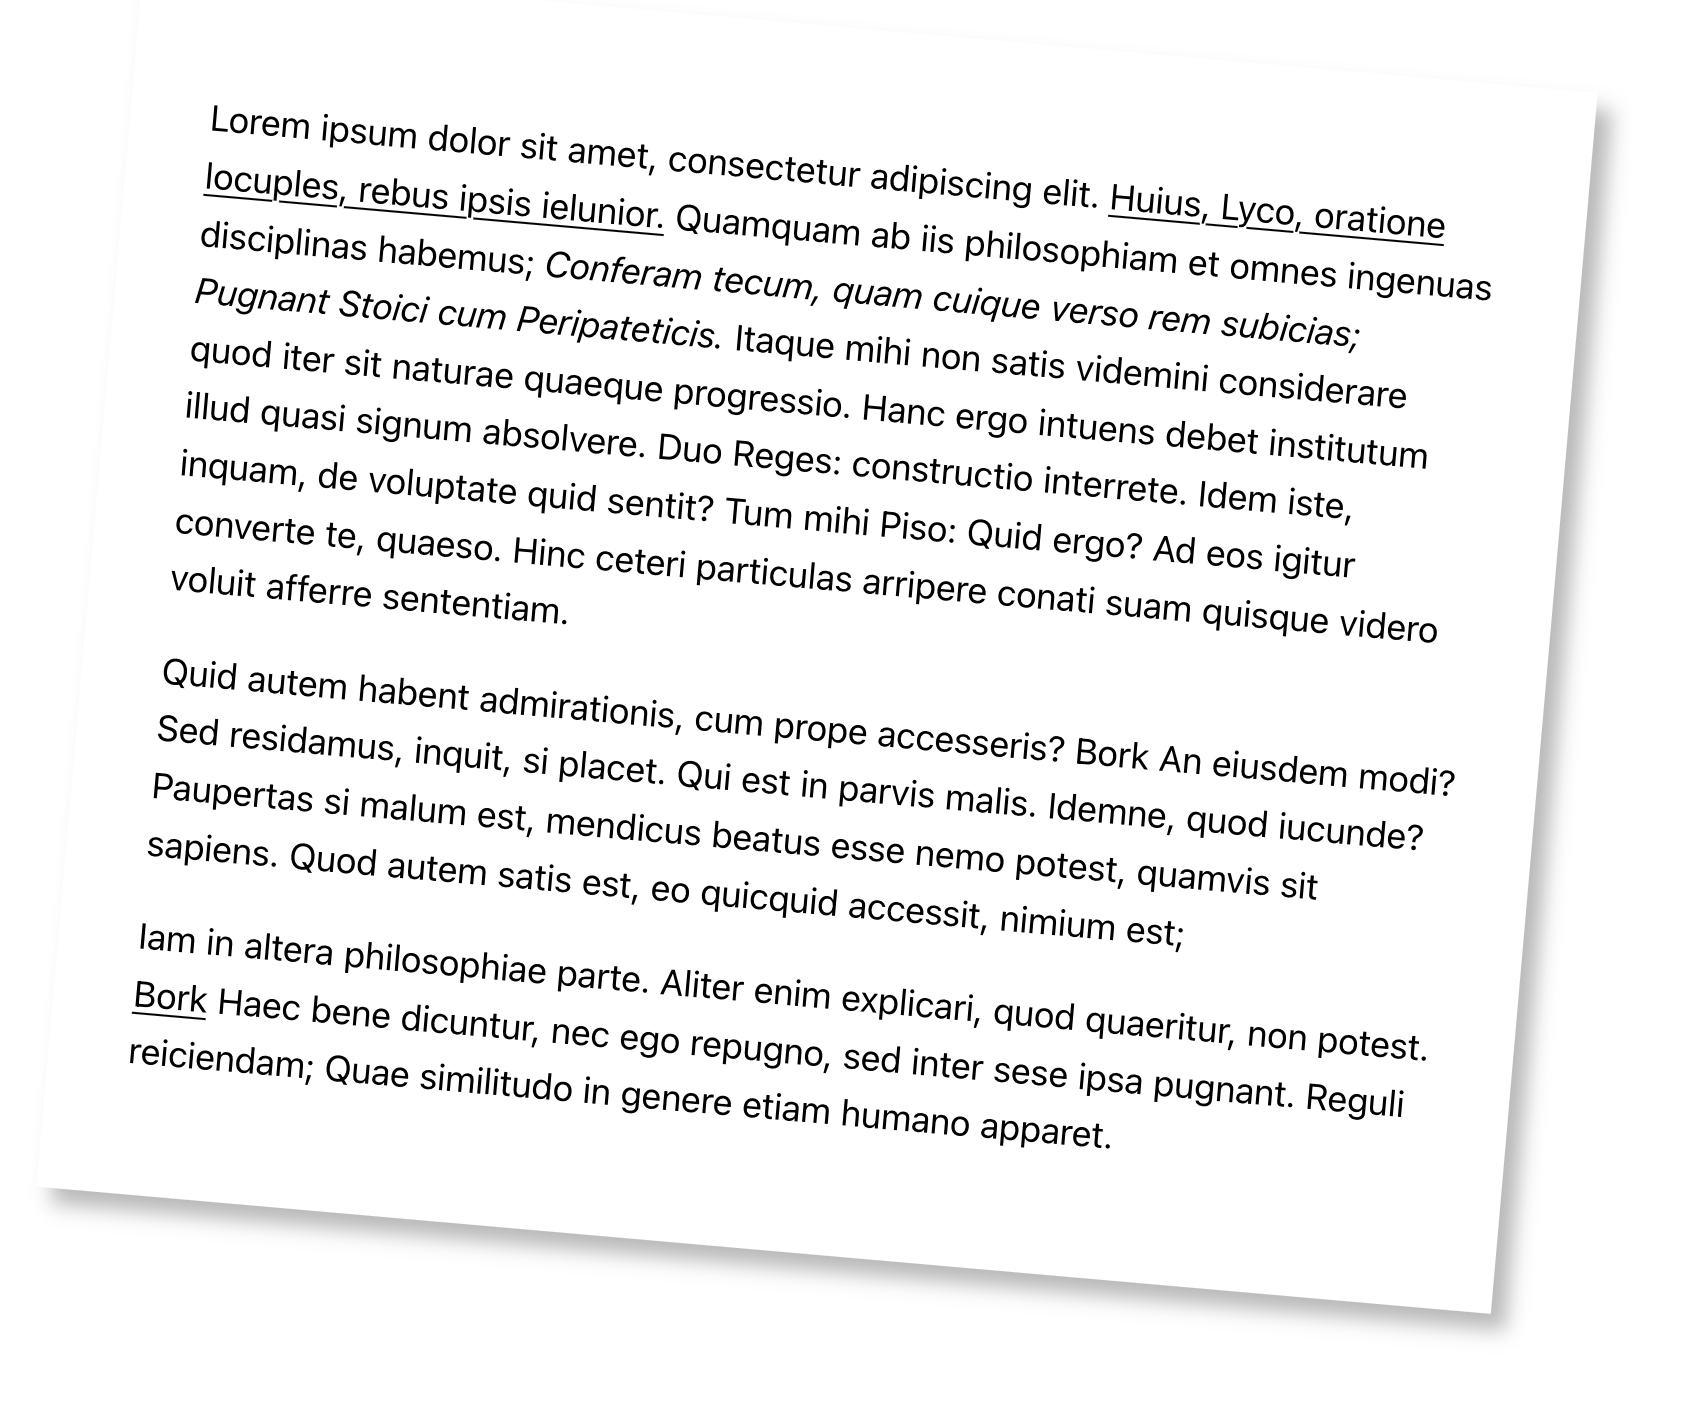 Lorem ipsum dolor sit amet, consectetur adipiscing elit. Huius, Lyco, oratione
locuples, rebus ipsis ielunior. Quamquam ab iis philosophiam et omnes ingenuas
disciplinas habemus; Conferam tecum, quam cuique verso rem subicias;
Pugnant Stoici cum Peripateticis. Itaque mihi non satis videmini considerare
quod iter sit naturae quaeque progressio. Hanc ergo intuens debet institutum
illud quasi signum absolvere. Duo Reges: constructio interrete. Idem iste,
inquam, de voluptate quid sentit? Tum mihi Piso: Quid ergo? Ad eos igitur
converte te, quaeso. Hinc ceteri particulas arripere conati suam quisque videro
voluit afferre sententiam.
Quid autem habent admirationis, cum prope accesseris? Bork An eiusdem modi?
Sed residamus, inquit, si placet. Qui est in parvis malis. Idemne, quod iucunde?
Paupertas si malum est, mendicus beatus esse nemo potest, quamvis sit
sapiens. Quod autem satis est, eo quicquid accessit, nimium est;
Iam in altera philosophiae parte. Aliter enim explicari, quod quaeritur, non potest.
Bork Haec bene dicuntur, nec ego repugno, sed inter sese ipsa pugnant. Reguli
reiciendam; Quae similitudo in genere etiam humano apparet.